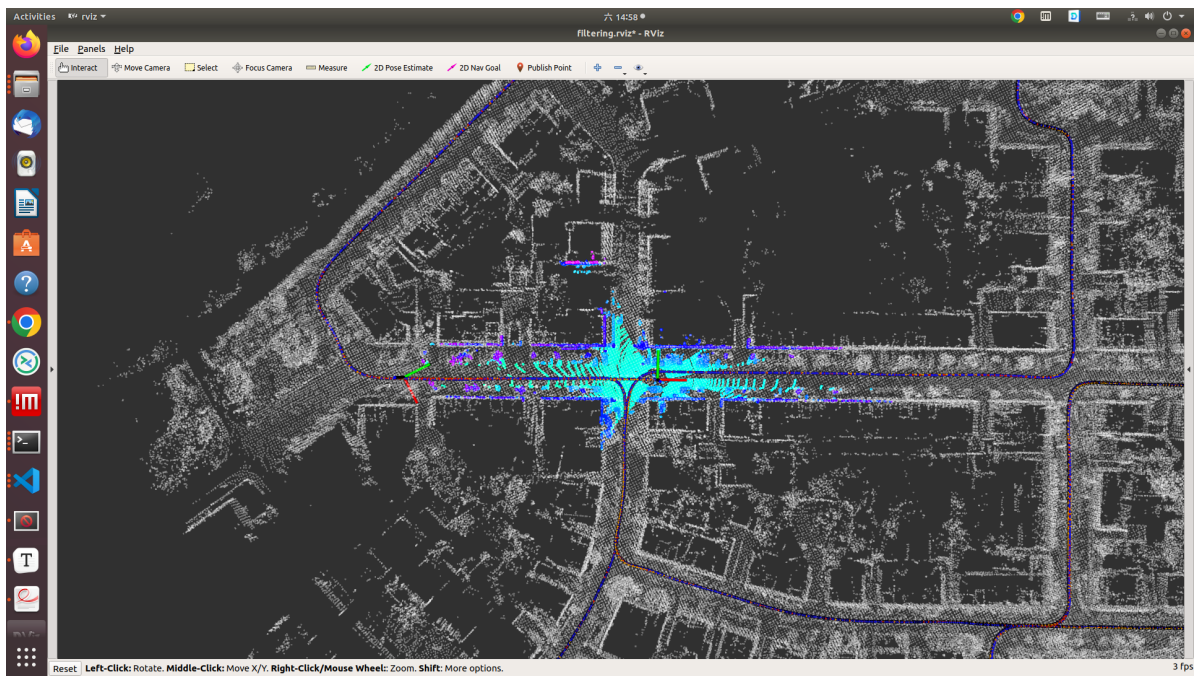 Activities rviz 六 14:58
filtering.rviz* - RViz
File Panels Help
Interact Move Camera Select Focus Camera Measure 2D Pose Estimate 2D Nav Goal Publish Point
Reset Left-Click: Rotate. Middle-Click: Move X/Y. Right-Click/Mouse Wheel:: Zoom. Shift: More options. 3 fps